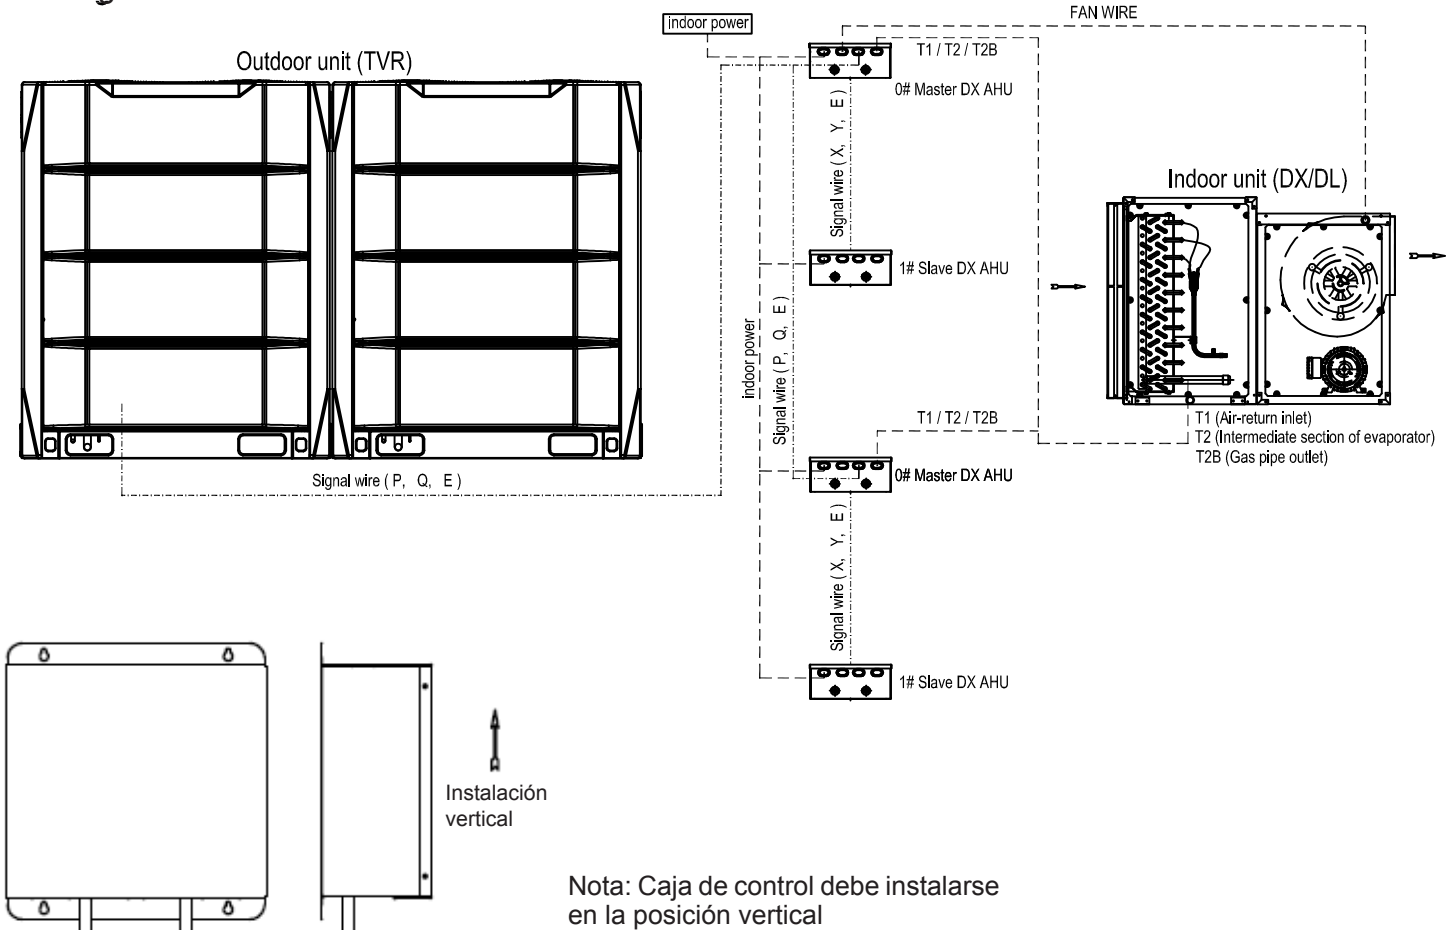 indoor power
FAN WIRE
Outdoor unit (TVR)
T1 / T2 / T2B
0# Master DX AHU
Signal wire ( X, Y, E )
Indoor unit (DX/DL)
1# Slave DX AHU
indoor power
Signal wire ( P, Q, E )
T1 / T2 / T2B
T1 (Air-return inlet)
T2 (Intermediate section of evaporator)
T2B (Gas pipe outlet)
0# Master DX AHU
Signal wire ( P, Q, E )
Signal wire ( X, Y, E )
1# Slave DX AHU
Instalación
vertical
Nota: Caja de control debe instalarse
en la posición vertical